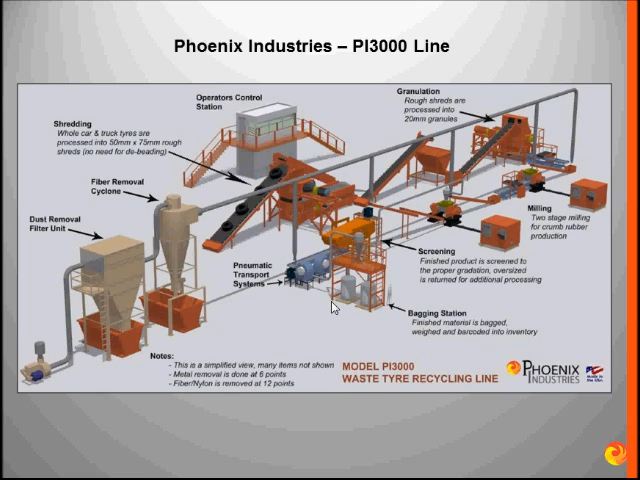 Phoenix Industries – PI3000 Line
Operators Control
Station
Granulation
Rough shreds are
processed into
20mm granules
Shredding
Whole car & truck tyres are
processed into 50mm x 75mm rough
shreds (no need for de-beading)
Fiber Removal
Cyclone
Dust Removal
Filter Unit
Milling
Two stage milling
for crumb rubber
production
Pneumatic
Transport
Systems
Screening
Finished product is screened to
the proper gradation, oversized
is returned for additional processing
Bagging Station
Finished material is bagged,
weighed and barcoded into inventory
Notes:
- This is a simplified view, many items not shown
- Metal removal is done at 6 points
- Fiber/Nylon is removed at 12 points
MODEL PI3000
WASTE TYRE RECYCLING LINE
PHOENIX
INDUSTRIES
Made in
the USA